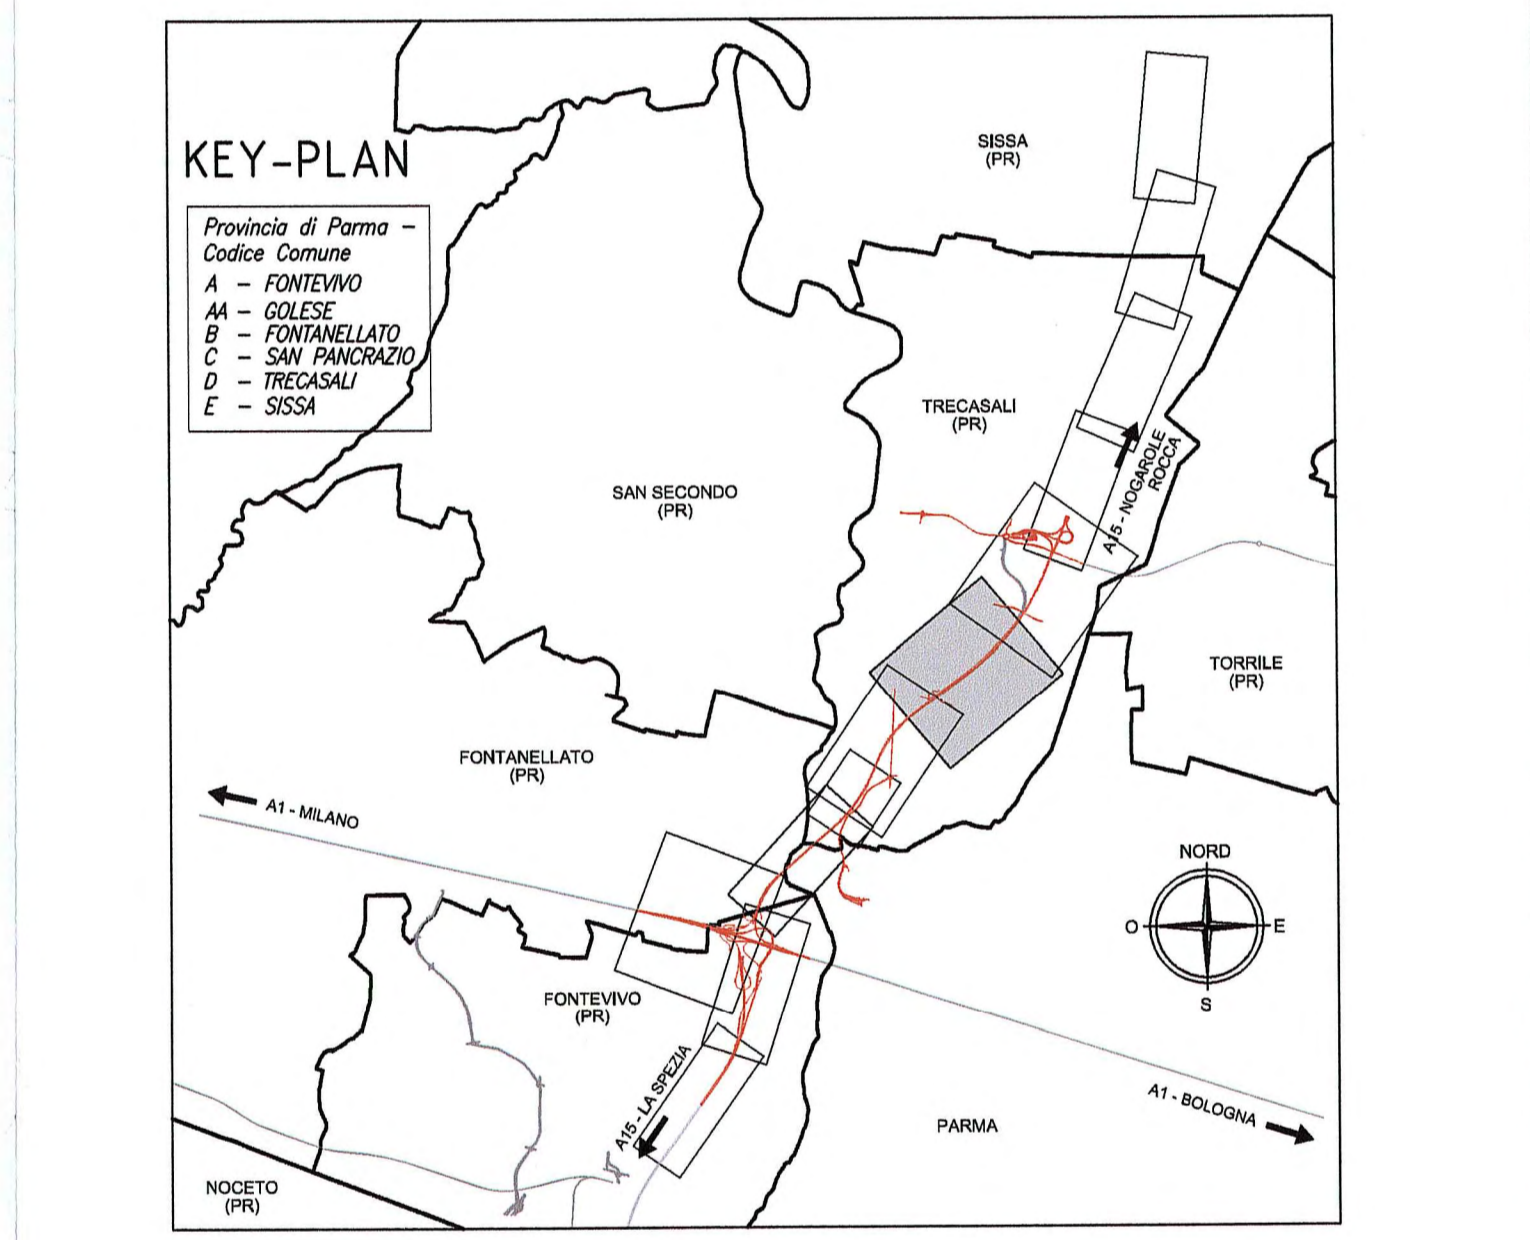 KEY-PLAN
Provincia di Parma -
Codice Comune
A - FONTEVIVO
AA - GOLESE
B - FONTANELLATO
C - SAN PANCRAZIO
D - TRECASALI
E - SISSA
SISSA
(PR)
TRECASALI
(PR)
A15 - NOGAROLE
ROCCA
SAN SECONDO
(PR)
TORRILE
(PR)
FONTANELLATO
(PR)
A1 - MILANO
NORD
O
E
S
FONTEVIVO
(PR)
A15 - LA SPEZIA
A1 - BOLOGNA
PARMA
NOCETO
(PR)